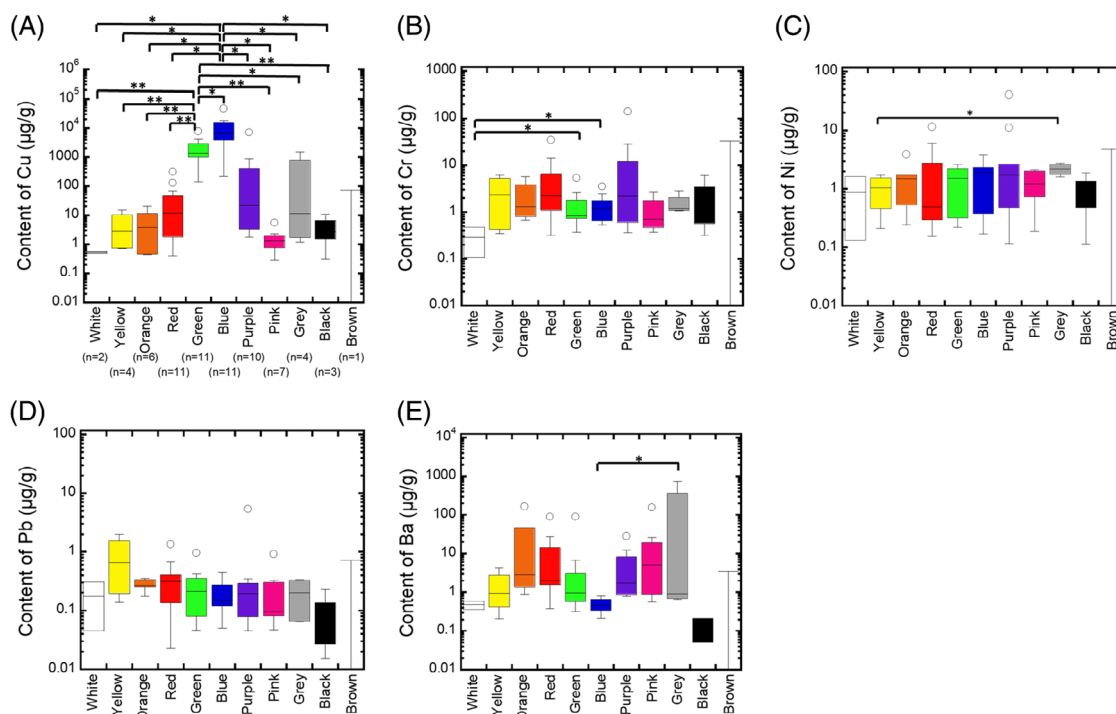 (A)
* *
* *
* *
* *
**
*
** **
** *
**
**
Content of Cu (µg/g)
10⁶
10⁵
10⁴
1000
100
10
1
0.1
0.01
White Yellow Orange Red Green Blue Purple Pink Grey Black Brown
(n=2) (n=6) (n=11) (n=10) (n=4) (n=1)
(n=4) (n=11) (n=11) (n=7) (n=3)
(B)
*
*
Content of Cr (µg/g)
1000
100
10
1
0.1
0.01
White Yellow Orange Red Green Blue Purple Pink Grey Black Brown
(C)
*
Content of Ni (µg/g)
100
10
1
0.1
0.01
White Yellow Orange Red Green Blue Purple Pink Grey Black Brown
(D)
Content of Pb (µg/g)
100
10
1
0.1
0.01
White Yellow Orange Red Green Blue Purple Pink Grey Black Brown
(E)
*
Content of Ba (µg/g)
10⁴
1000
100
10
1
0.1
0.01
White Yellow Orange Red Green Blue Purple Pink Grey Black Brown